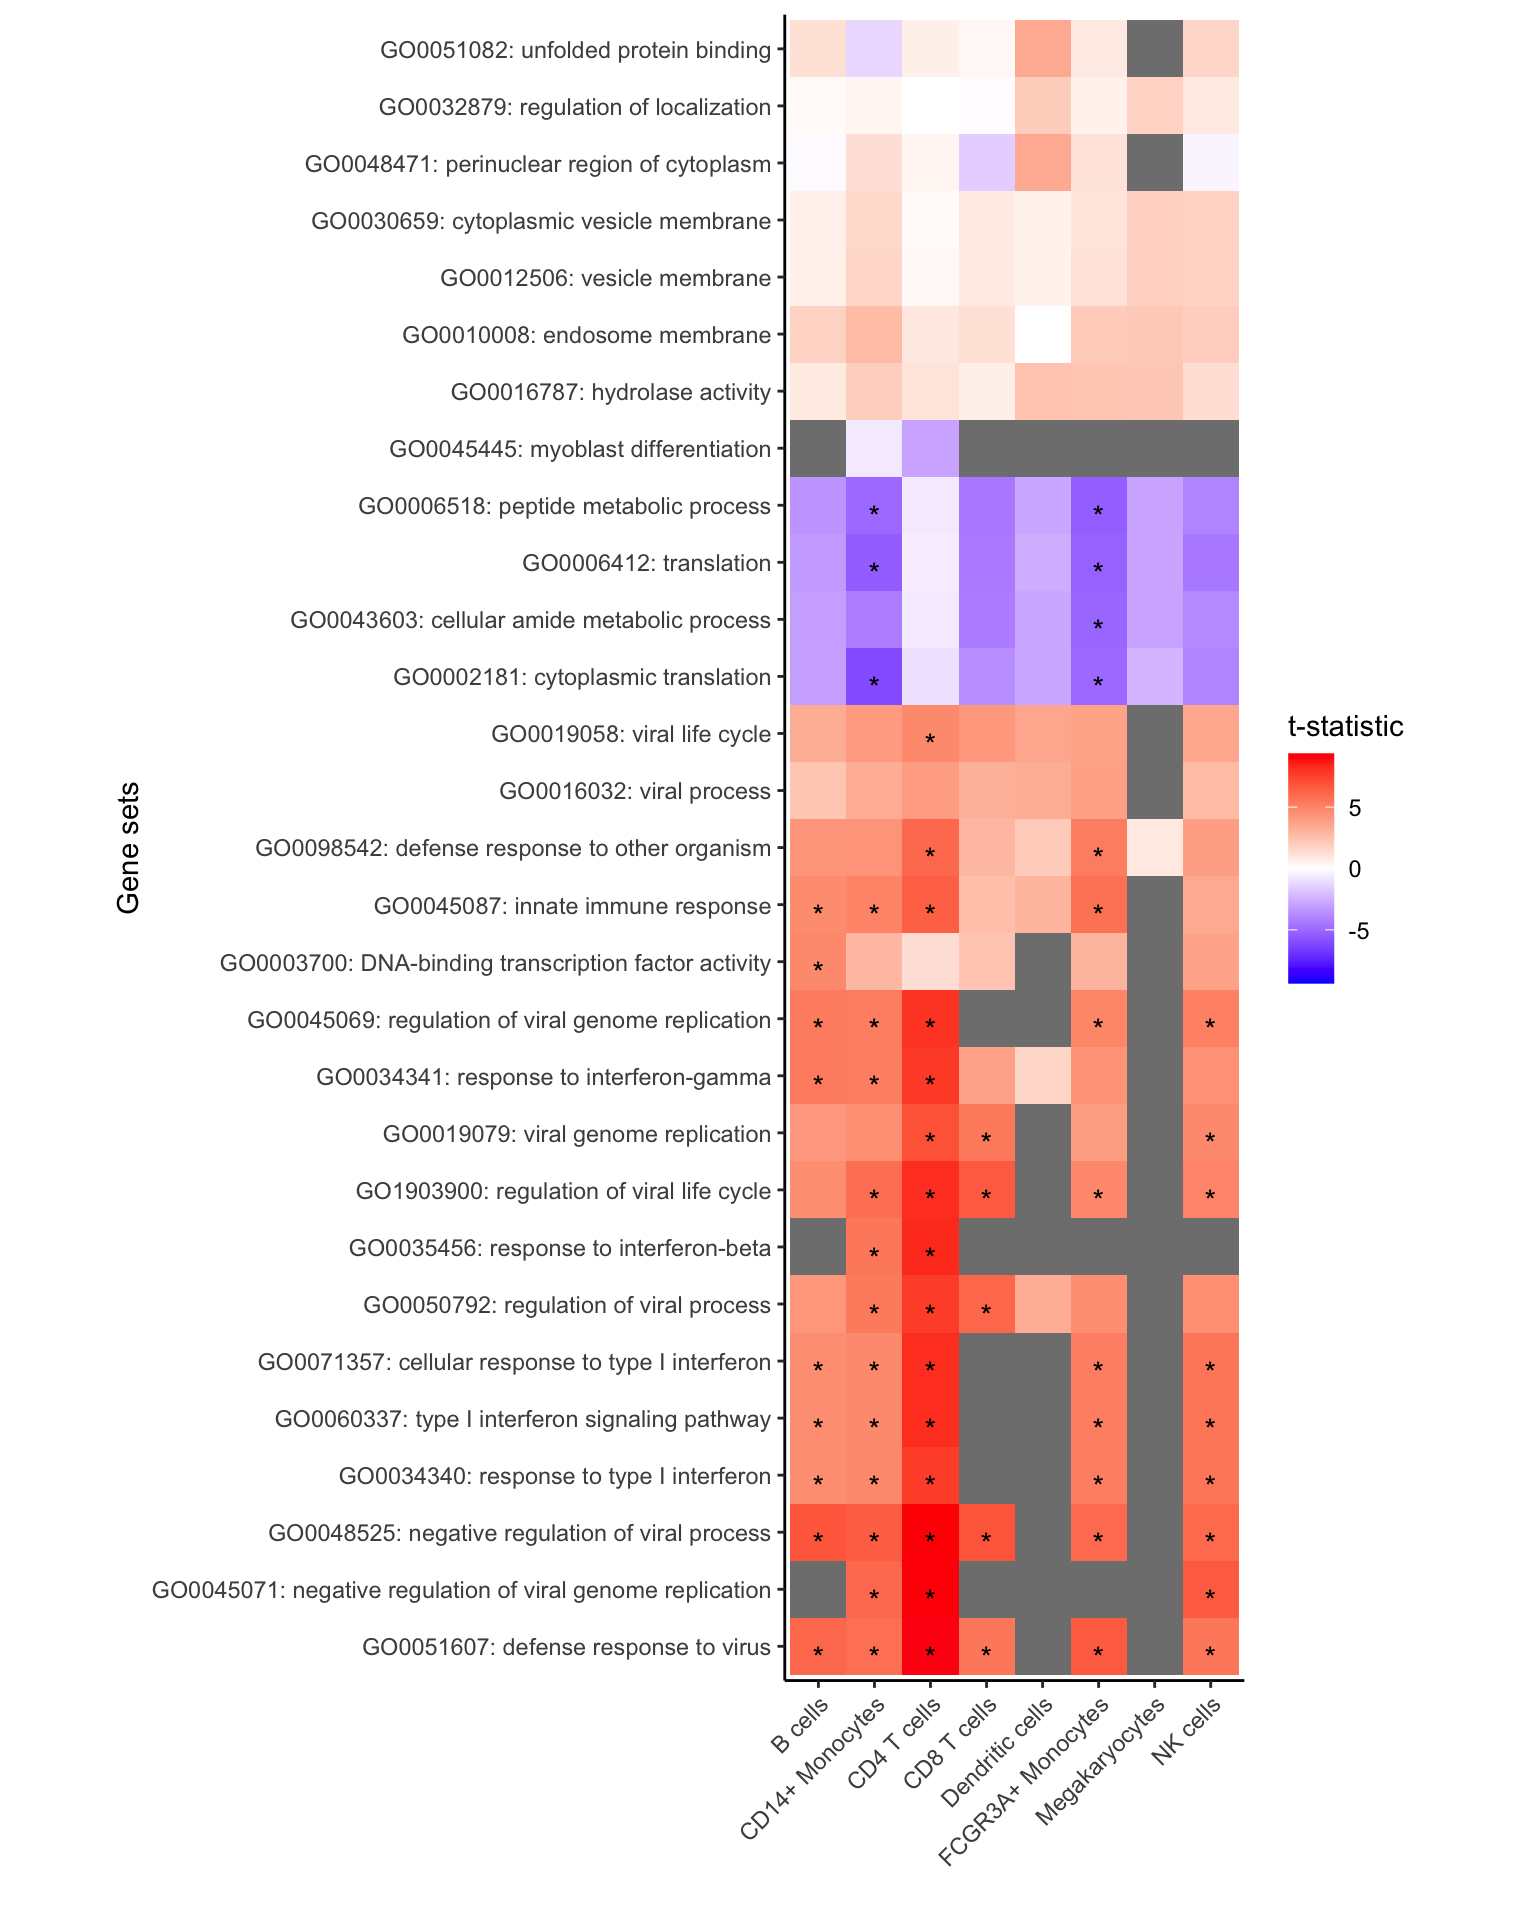 Gene sets
GO0051082: unfolded protein binding
GO0032879: regulation of localization
GO0048471: perinuclear region of cytoplasm
GO0030659: cytoplasmic vesicle membrane
GO0012506: vesicle membrane
GO0010008: endosome membrane
GO0016787: hydrolase activity
GO0045445: myoblast differentiation
GO0006518: peptide metabolic process
* *
GO0006412: translation
* *
GO0043603: cellular amide metabolic process
*
GO0002181: cytoplasmic translation
* *
GO0019058: viral life cycle
*
GO0016032: viral process
GO0098542: defense response to other organism
* *
GO0045087: innate immune response
* * * *
GO0003700: DNA-binding transcription factor activity
*
GO0045069: regulation of viral genome replication
* * * * *
GO0034341: response to interferon-gamma
* * *
GO0019079: viral genome replication
* * *
GO1903900: regulation of viral life cycle
* * * * *
GO0035456: response to interferon-beta
* *
GO0050792: regulation of viral process
* * *
GO0071357: cellular response to type I interferon
* * * * *
GO0060337: type I interferon signaling pathway
* * * * *
GO0034340: response to type I interferon
* * * * *
GO0048525: negative regulation of viral process
* * * * * *
GO0045071: negative regulation of viral genome replication
* * *
GO0051607: defense response to virus
* * * * * *
B cells
CD14+ Monocytes
CD4 T cells
CD8 T cells
Dendritic cells
FCGR3A+ Monocytes
Megakaryocytes
NK cells
t-statistic
5
0
-5